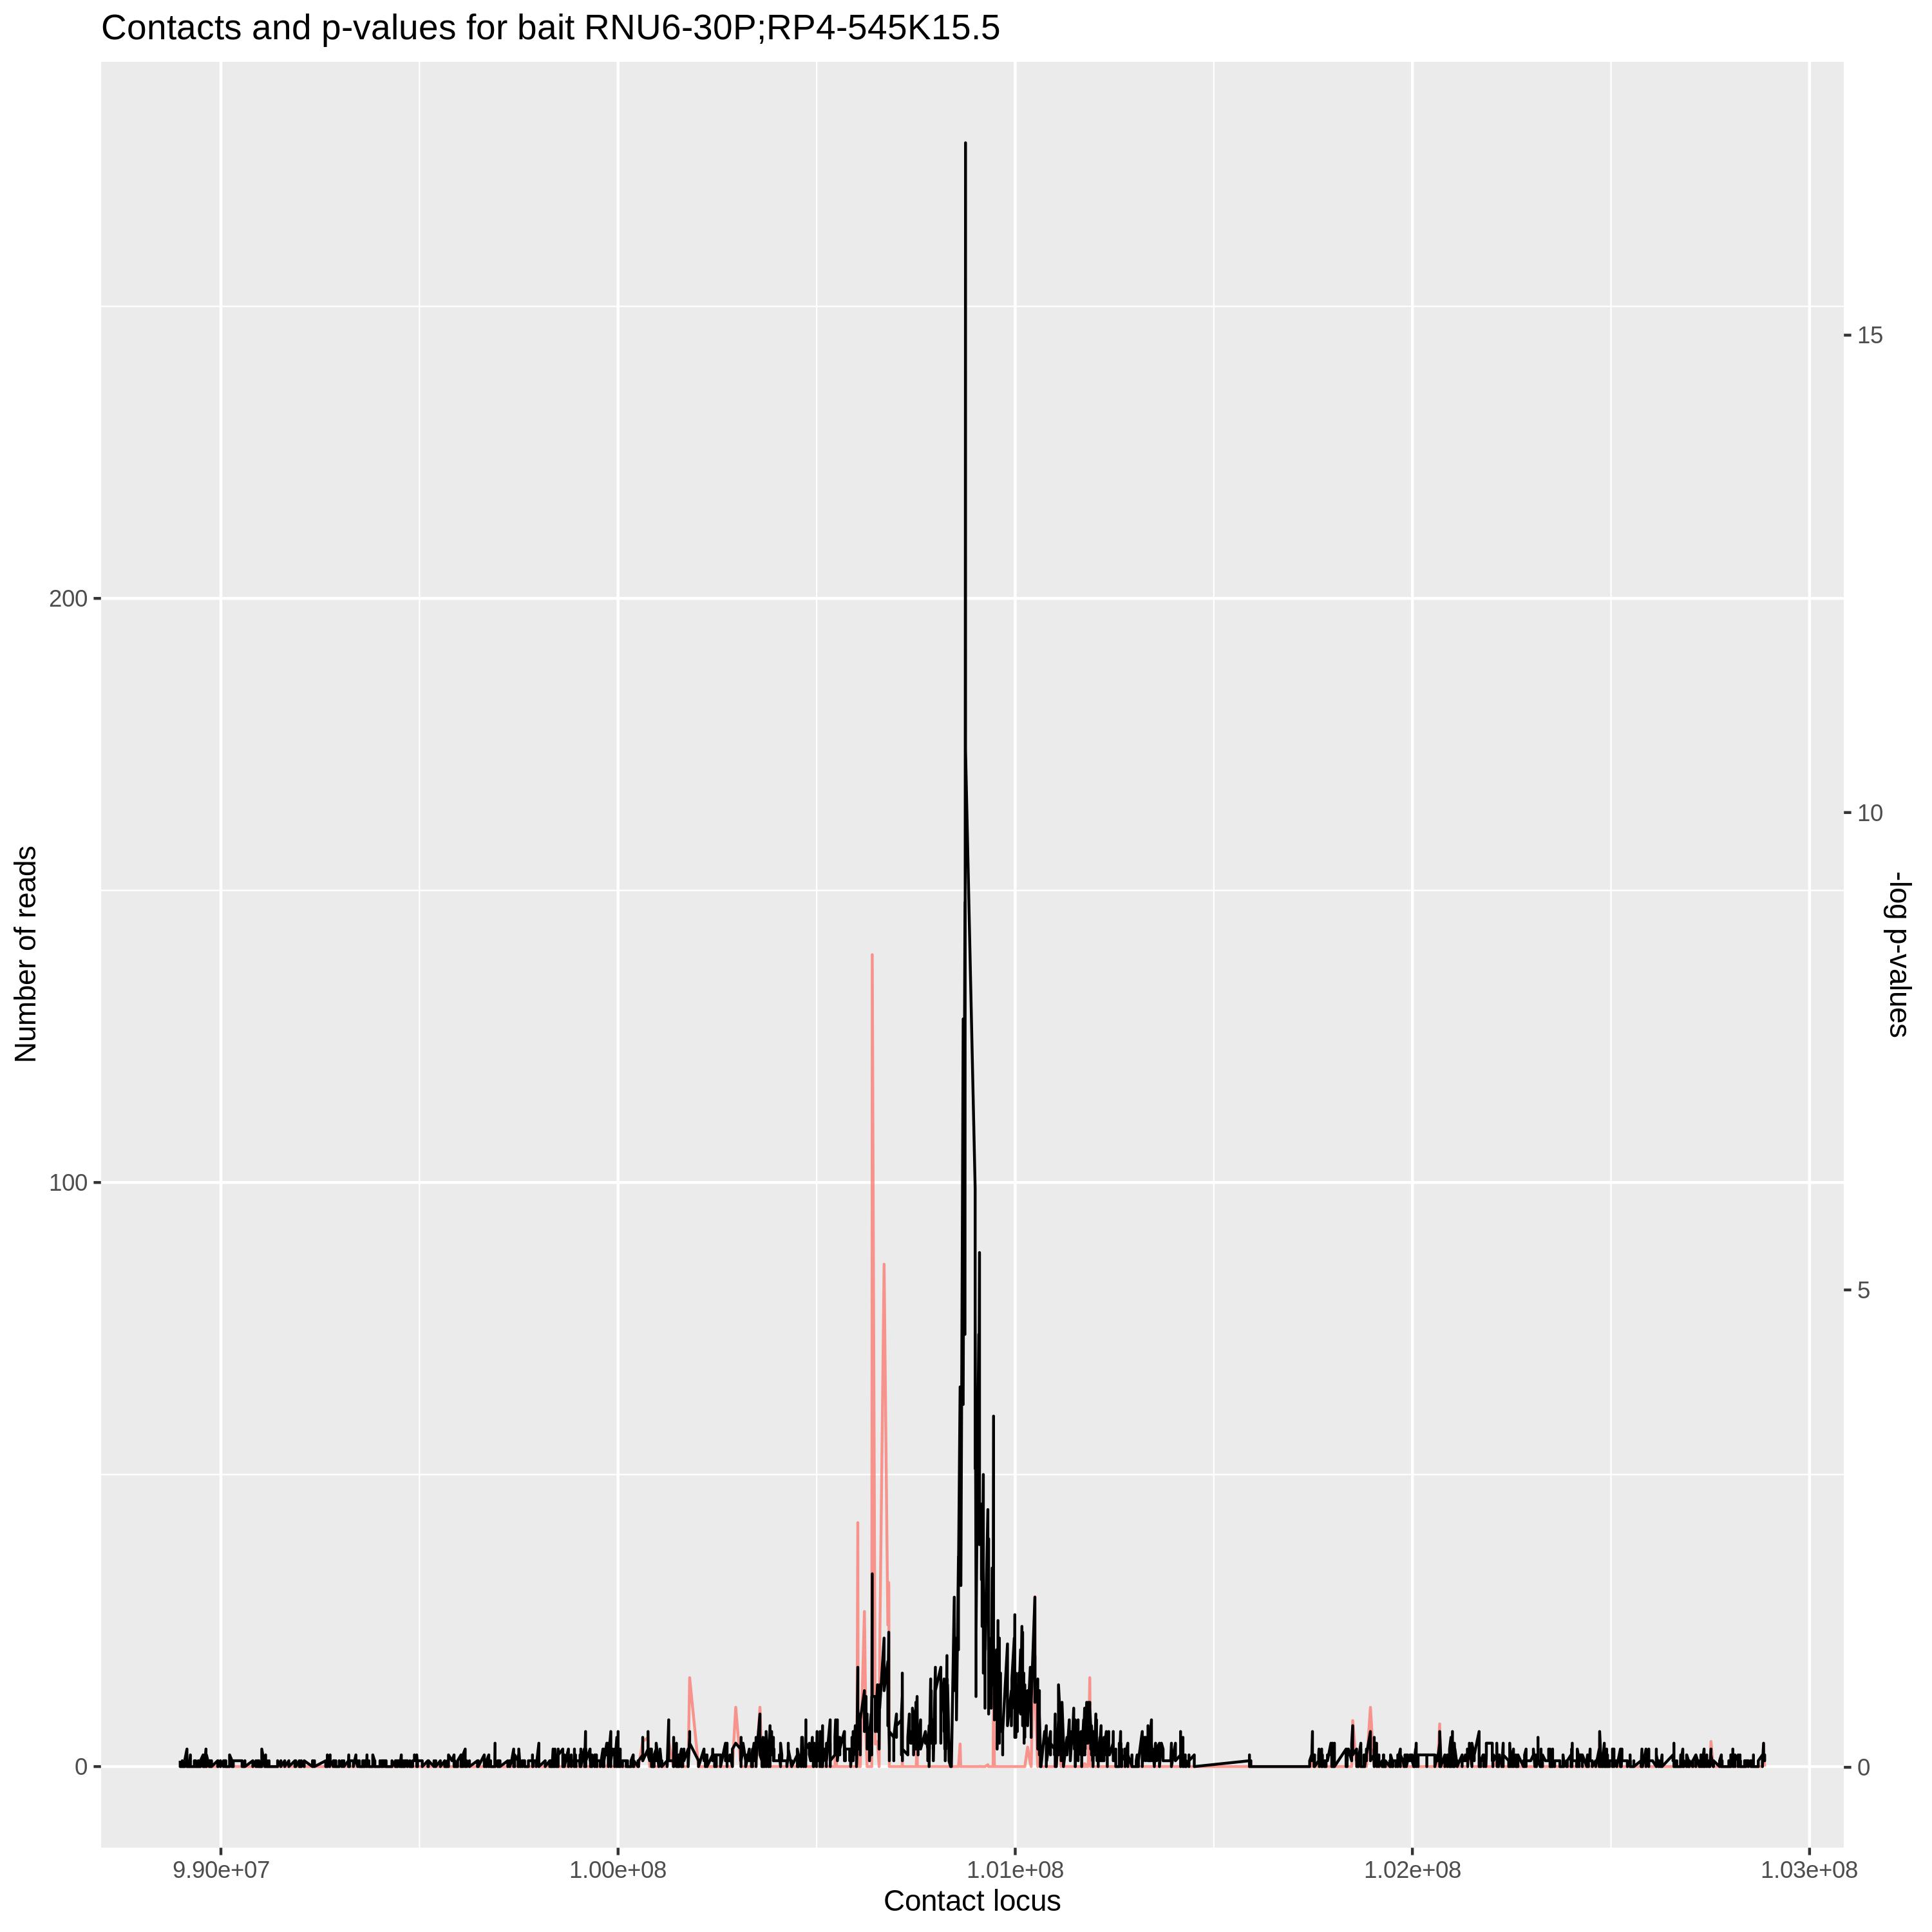 Contacts and p-values for bait RNU6-30P;RP4-545K15.5
Number of reads
200
100
0
15
10
5
0
-log p-values
9.90e+07 1.00e+08 1.01e+08 1.02e+08 1.03e+08
Contact locus